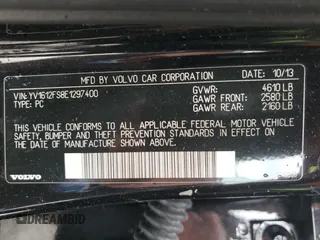 MFD BY VOLVO CAR CORPORATION 10/13
VIN: YV1612FS8E1297400 GVWR: 4610 LB
TYPE: PC GAWR FRONT: 2580 LB
GAWR REAR: 2160 LB
THIS VEHICLE CONFORMS TO ALL APPLICABLE FEDERAL MOTOR VEHICLE
SAFETY, BUMPER AND THEFT PREVENTION STANDARDS IN EFFECT
ON THE DATE OF MANUFACTURE SHOWN ABOVE.
VOLVO
DREAMBID